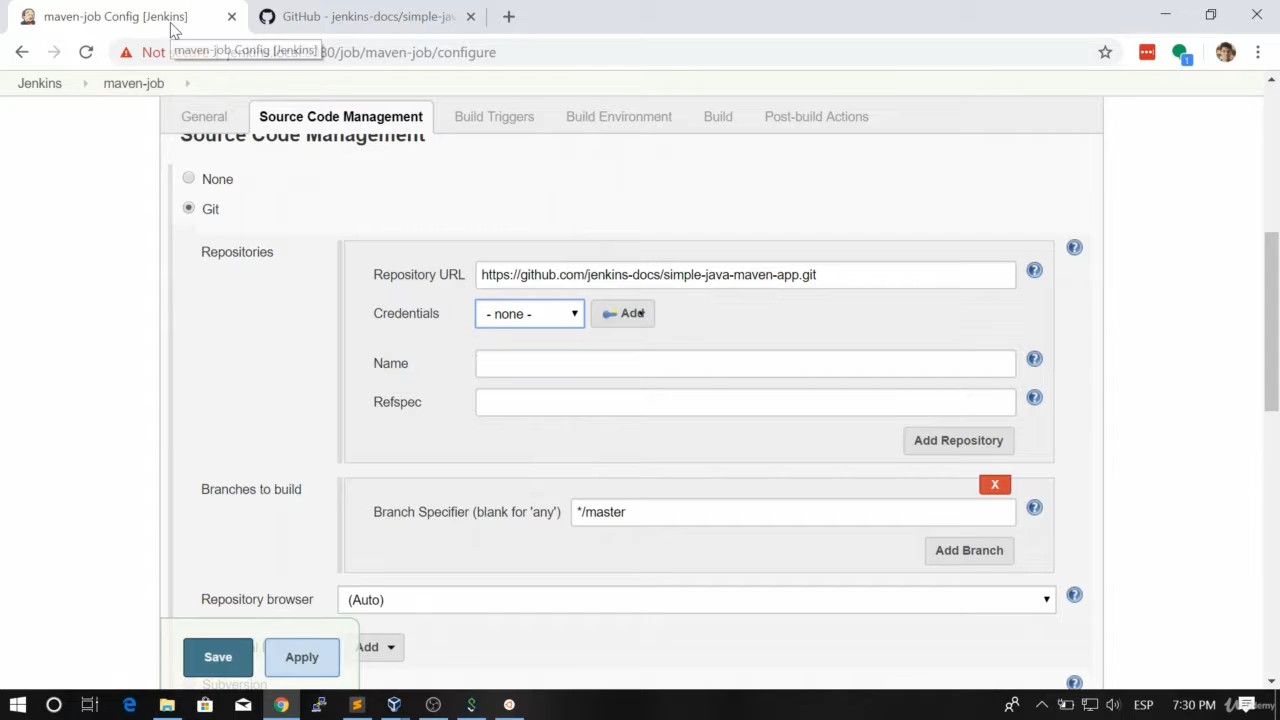 maven-job Config [Jenkins]
GitHub - jenkins-docs/simple-jav
Not
maven-job Config [Jenkins]
/job/maven-job/configure
1
Jenkins
maven-job
General
Source Code Management
Build Triggers
Build Environment
Build
Post-build Actions
Source Code Management
None
Git
Repositories
Repository URL
https://github.com/jenkins-docs/simple-java-maven-app.git
Credentials
- none -
Add
Name
Refspec
Add Repository
Branches to build
X
Branch Specifier (blank for 'any')
*/master
Add Branch
Repository browser
(Auto)
Save
Apply
Add
Subversion
ESP
7:30 PM
Udemy